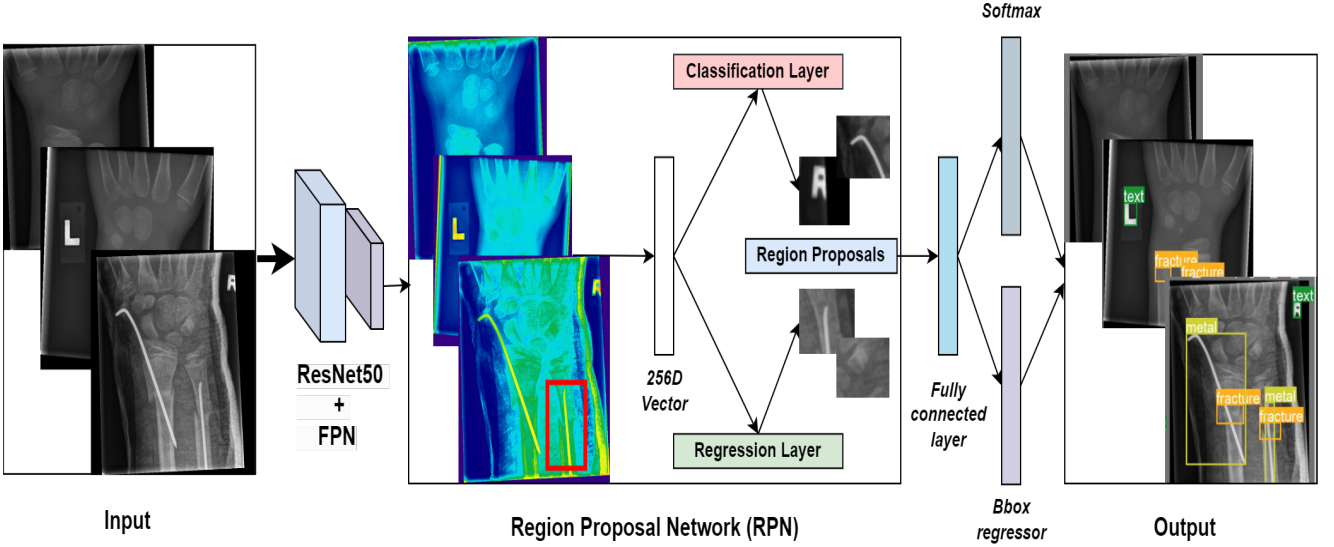 Softmax
Classification Layer
R
L
L
text
L
Region Proposals
fracture
fracture
R
R
text
R
metal
ResNet50
+
FPN
256D
Vector
Fully
connected
layer
fracture
metal
fracture
Regression Layer
Input
Region Proposal Network (RPN)
Bbox
regressor
Output